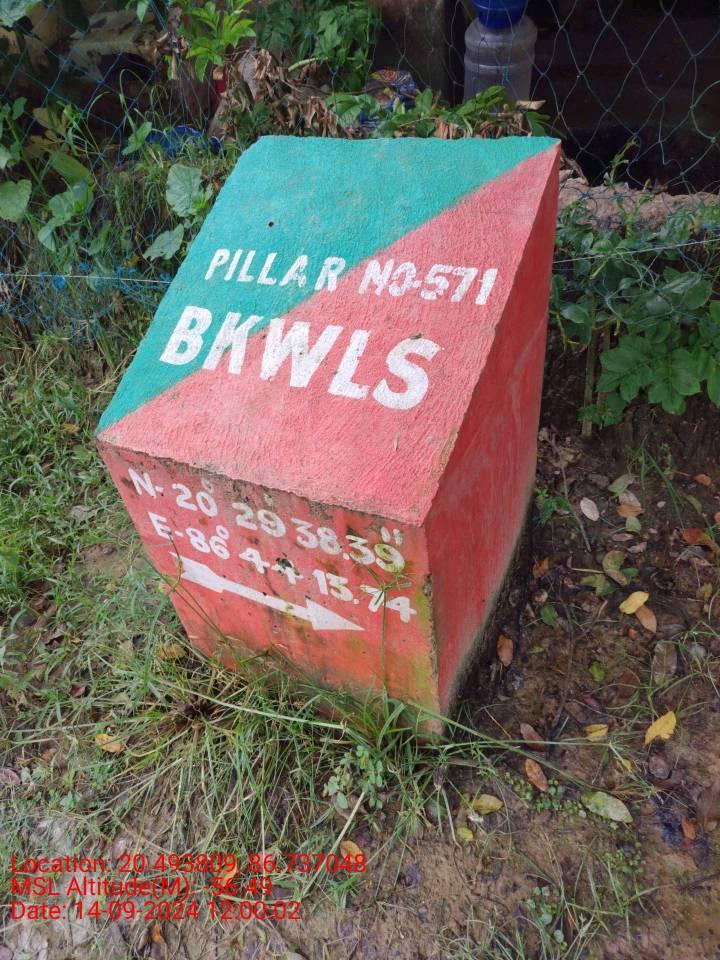 PILLAR NO-571
BKWLS
N-20° 29 38.39"
E-86° 44 13.74
Location: 20.493809, 86.737048
MSL Altitude(M): -56.49
Date: 14-09-2024 12:00:02